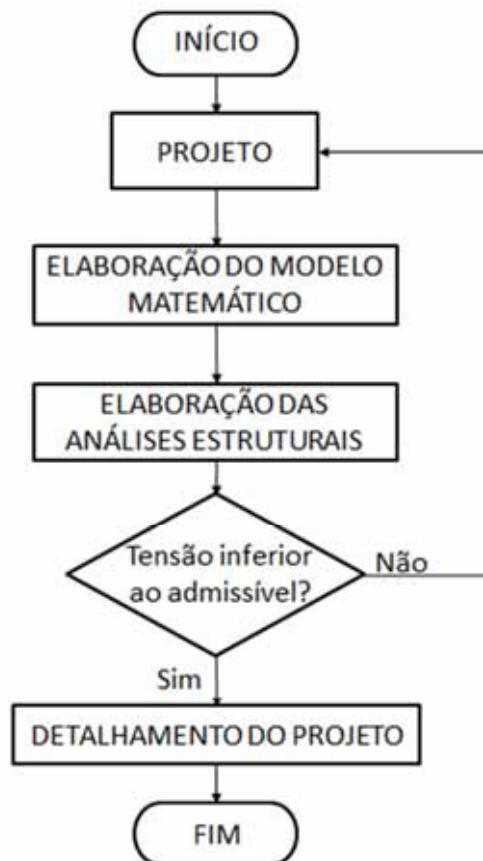 INÍCIO
PROJETO
ELABORAÇÃO DO MODELO
MATEMÁTICO
ELABORAÇÃO DAS
ANÁLISES ESTRUTURAIS
Tensão inferior
ao admissível?
Não
Sim
DETALHAMENTO DO PROJETO
FIM